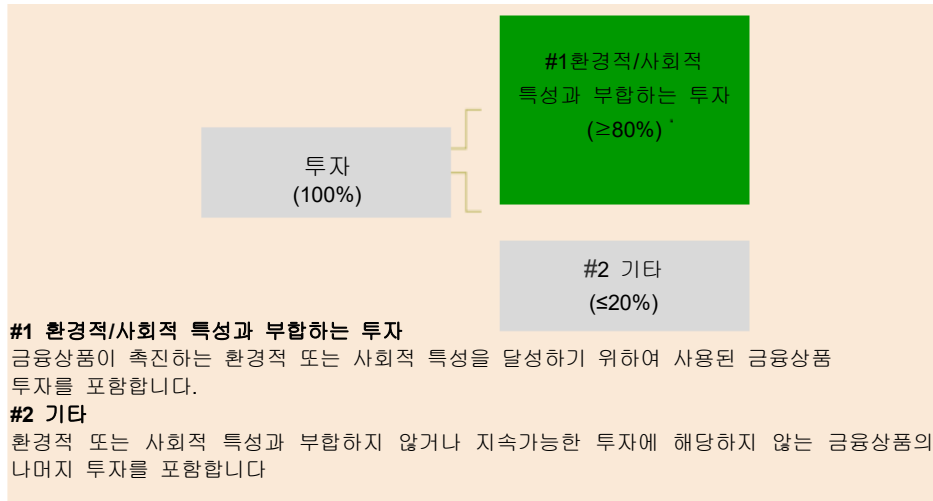 #1환경적/사회적
특성과 부합하는 투자
(≥80%) *
투자
(100%)
#2 기타
(≤20%)
#1 환경적/사회적 특성과 부합하는 투자
금융상품이 촉진하는 환경적 또는 사회적 특성을 달성하기 위하여 사용된 금융상품
투자를 포함합니다.
#2 기타
환경적 또는 사회적 특성과 부합하지 않거나 지속가능한 투자에 해당하지 않는 금융상품의
나머지 투자를 포함합니다